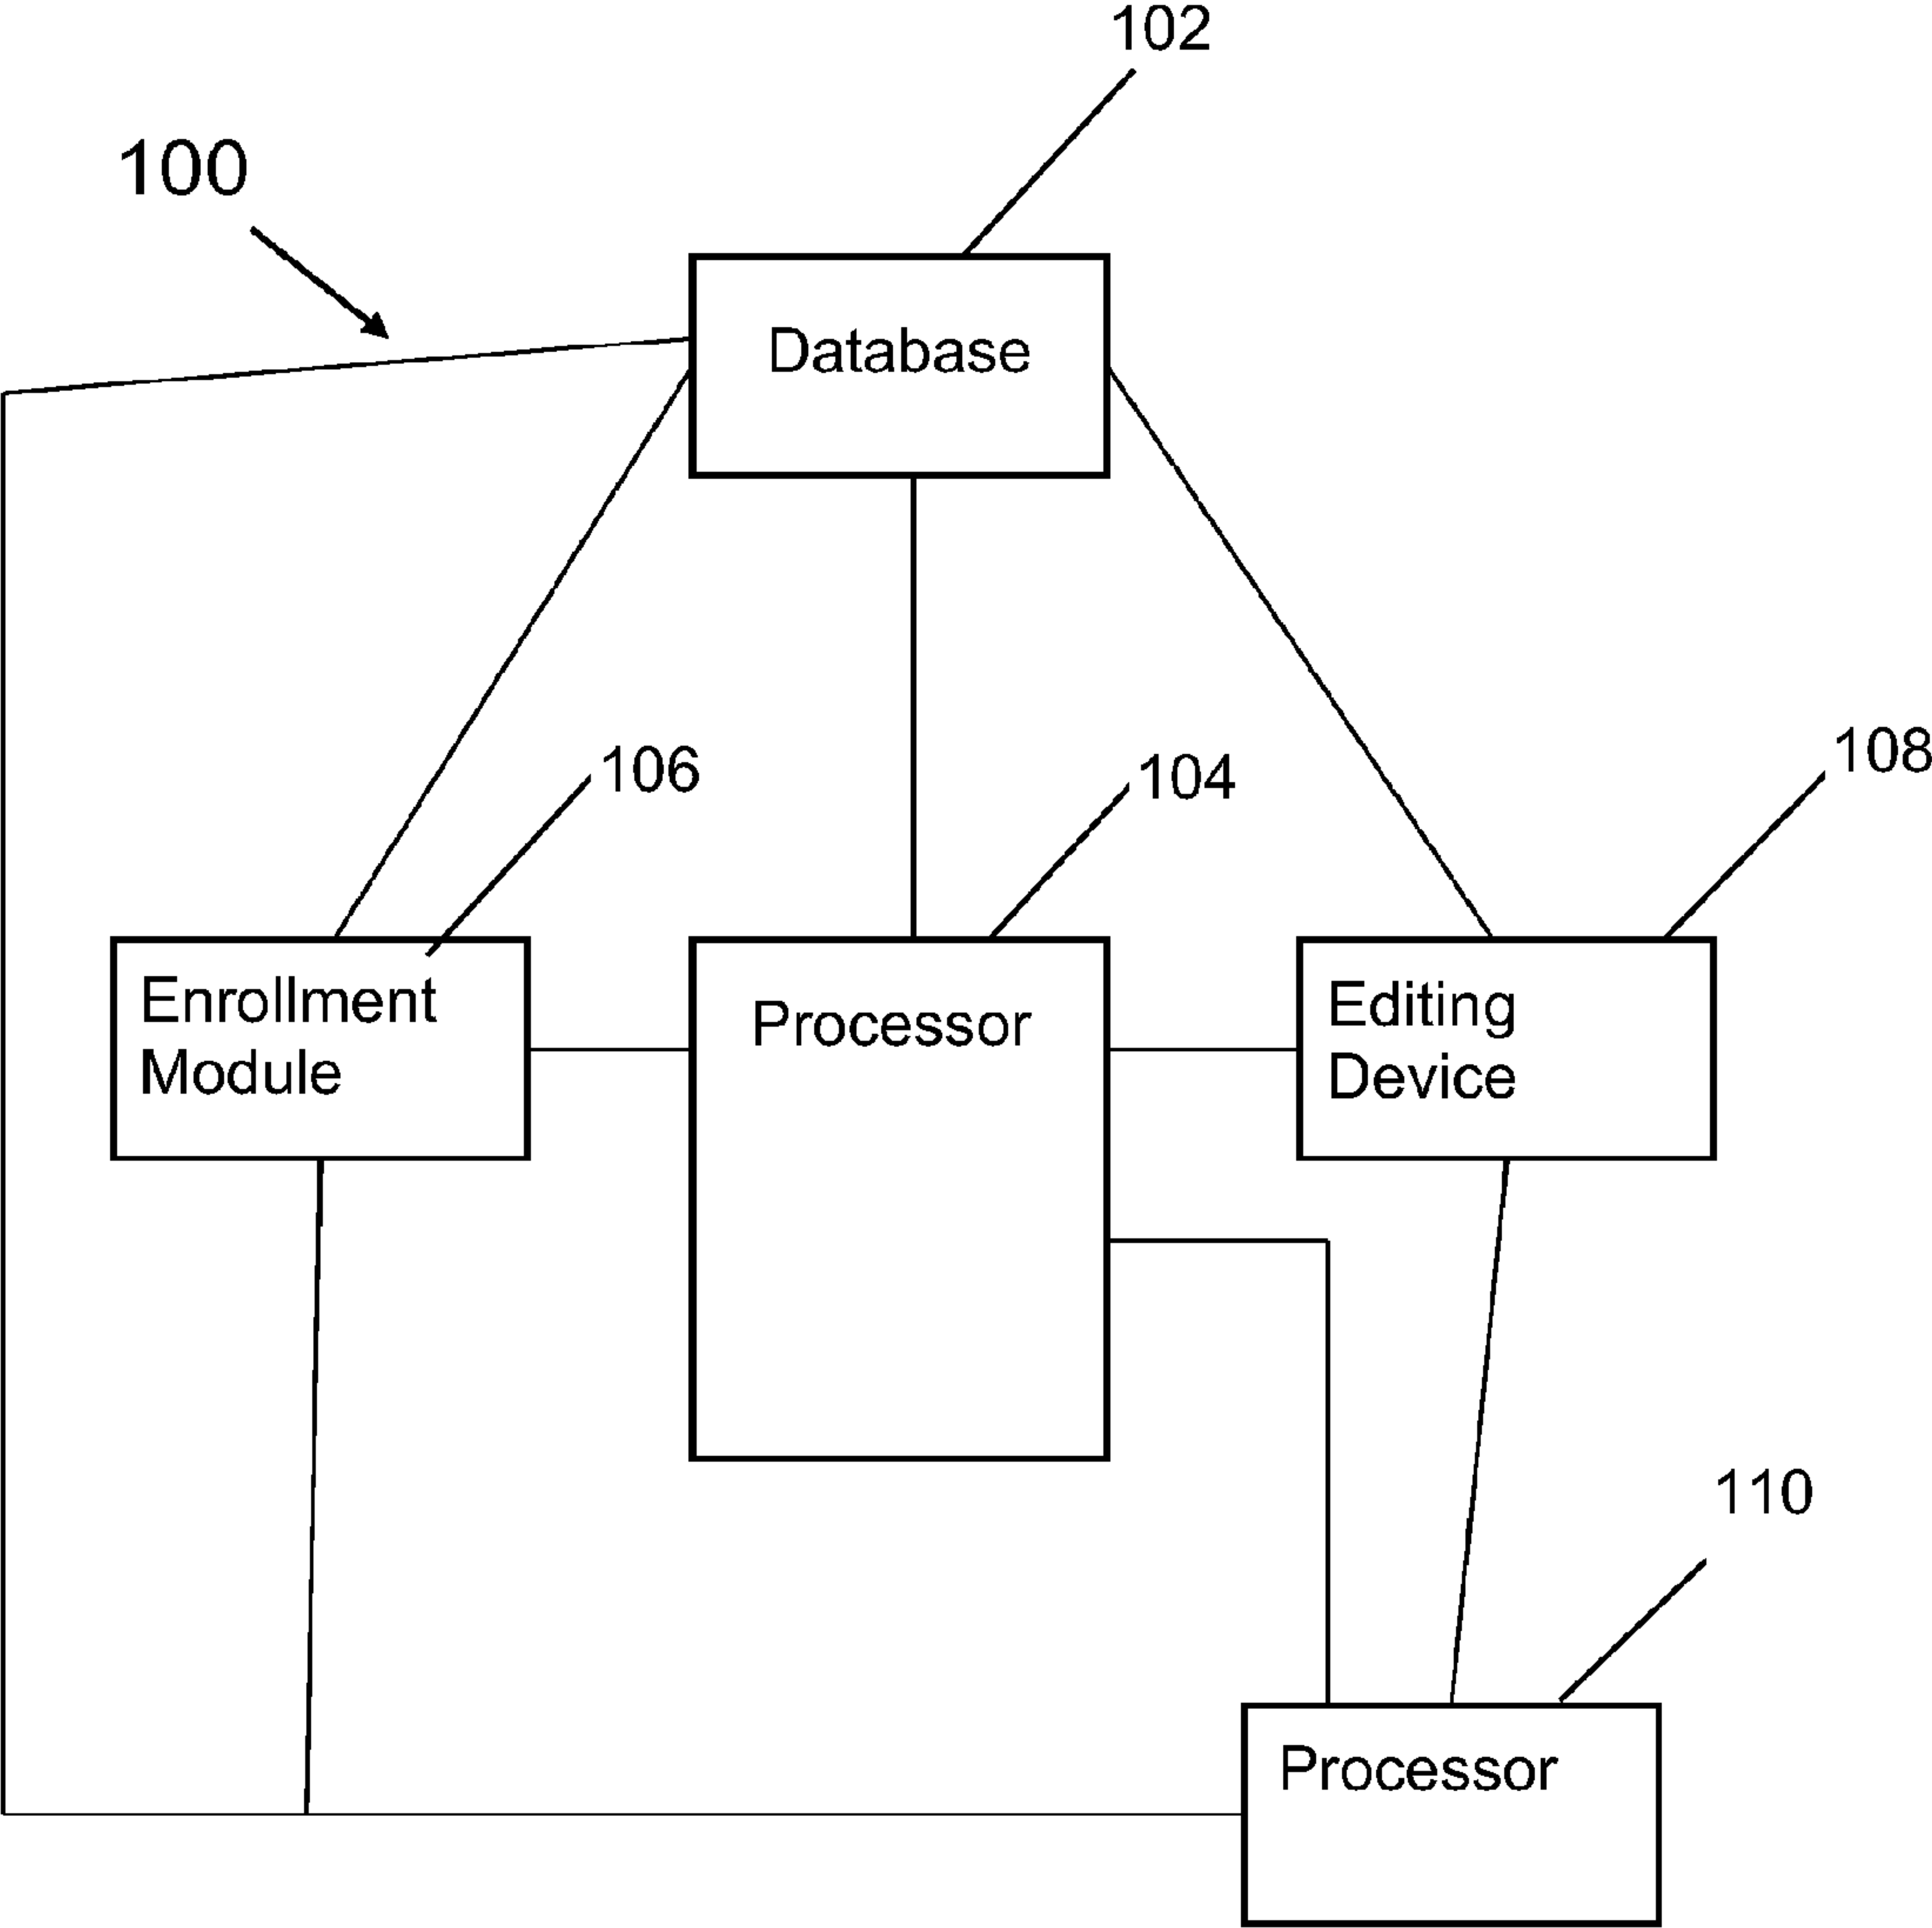 102
100
Database
106
104
108
Enrollment
Module
Processor
Editing
Device
110
Processor